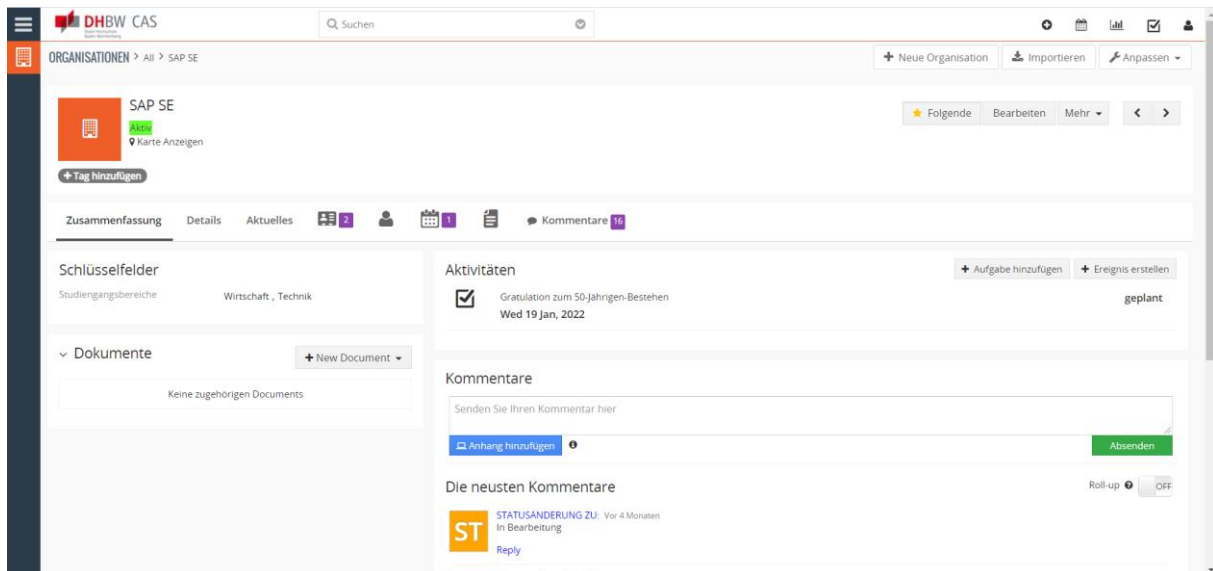 DHBW CAS
Suchen
ORGANISATIONEN > All > SAP SE
+ Neue Organisation
Importieren
Anpassen
SAP SE
Aktiv
Karte Anzeigen
+ Tag hinzufügen
Folgende Bearbeiten Mehr
Zusammenfassung Details Aktuelles 2 1 Kommentare 16
Schlüsselfelder
Studiengangsbereiche Wirtschaft , Technik
Dokumente
+ New Document
Keine zugehörigen Documents
Aktivitäten
+ Aufgabe hinzufügen + Ereignis erstellen
Gratulation zum 50-Jährigen-Bestehen
Wed 19 Jan, 2022
geplant
Kommentare
Senden Sie Ihren Kommentar hier
Anhang hinzufügen
Absenden
Die neusten Kommentare
Roll-up OFF
ST
STATUSÄNDERUNG ZU: Vor 4 Monaten
In Bearbeitung
Reply